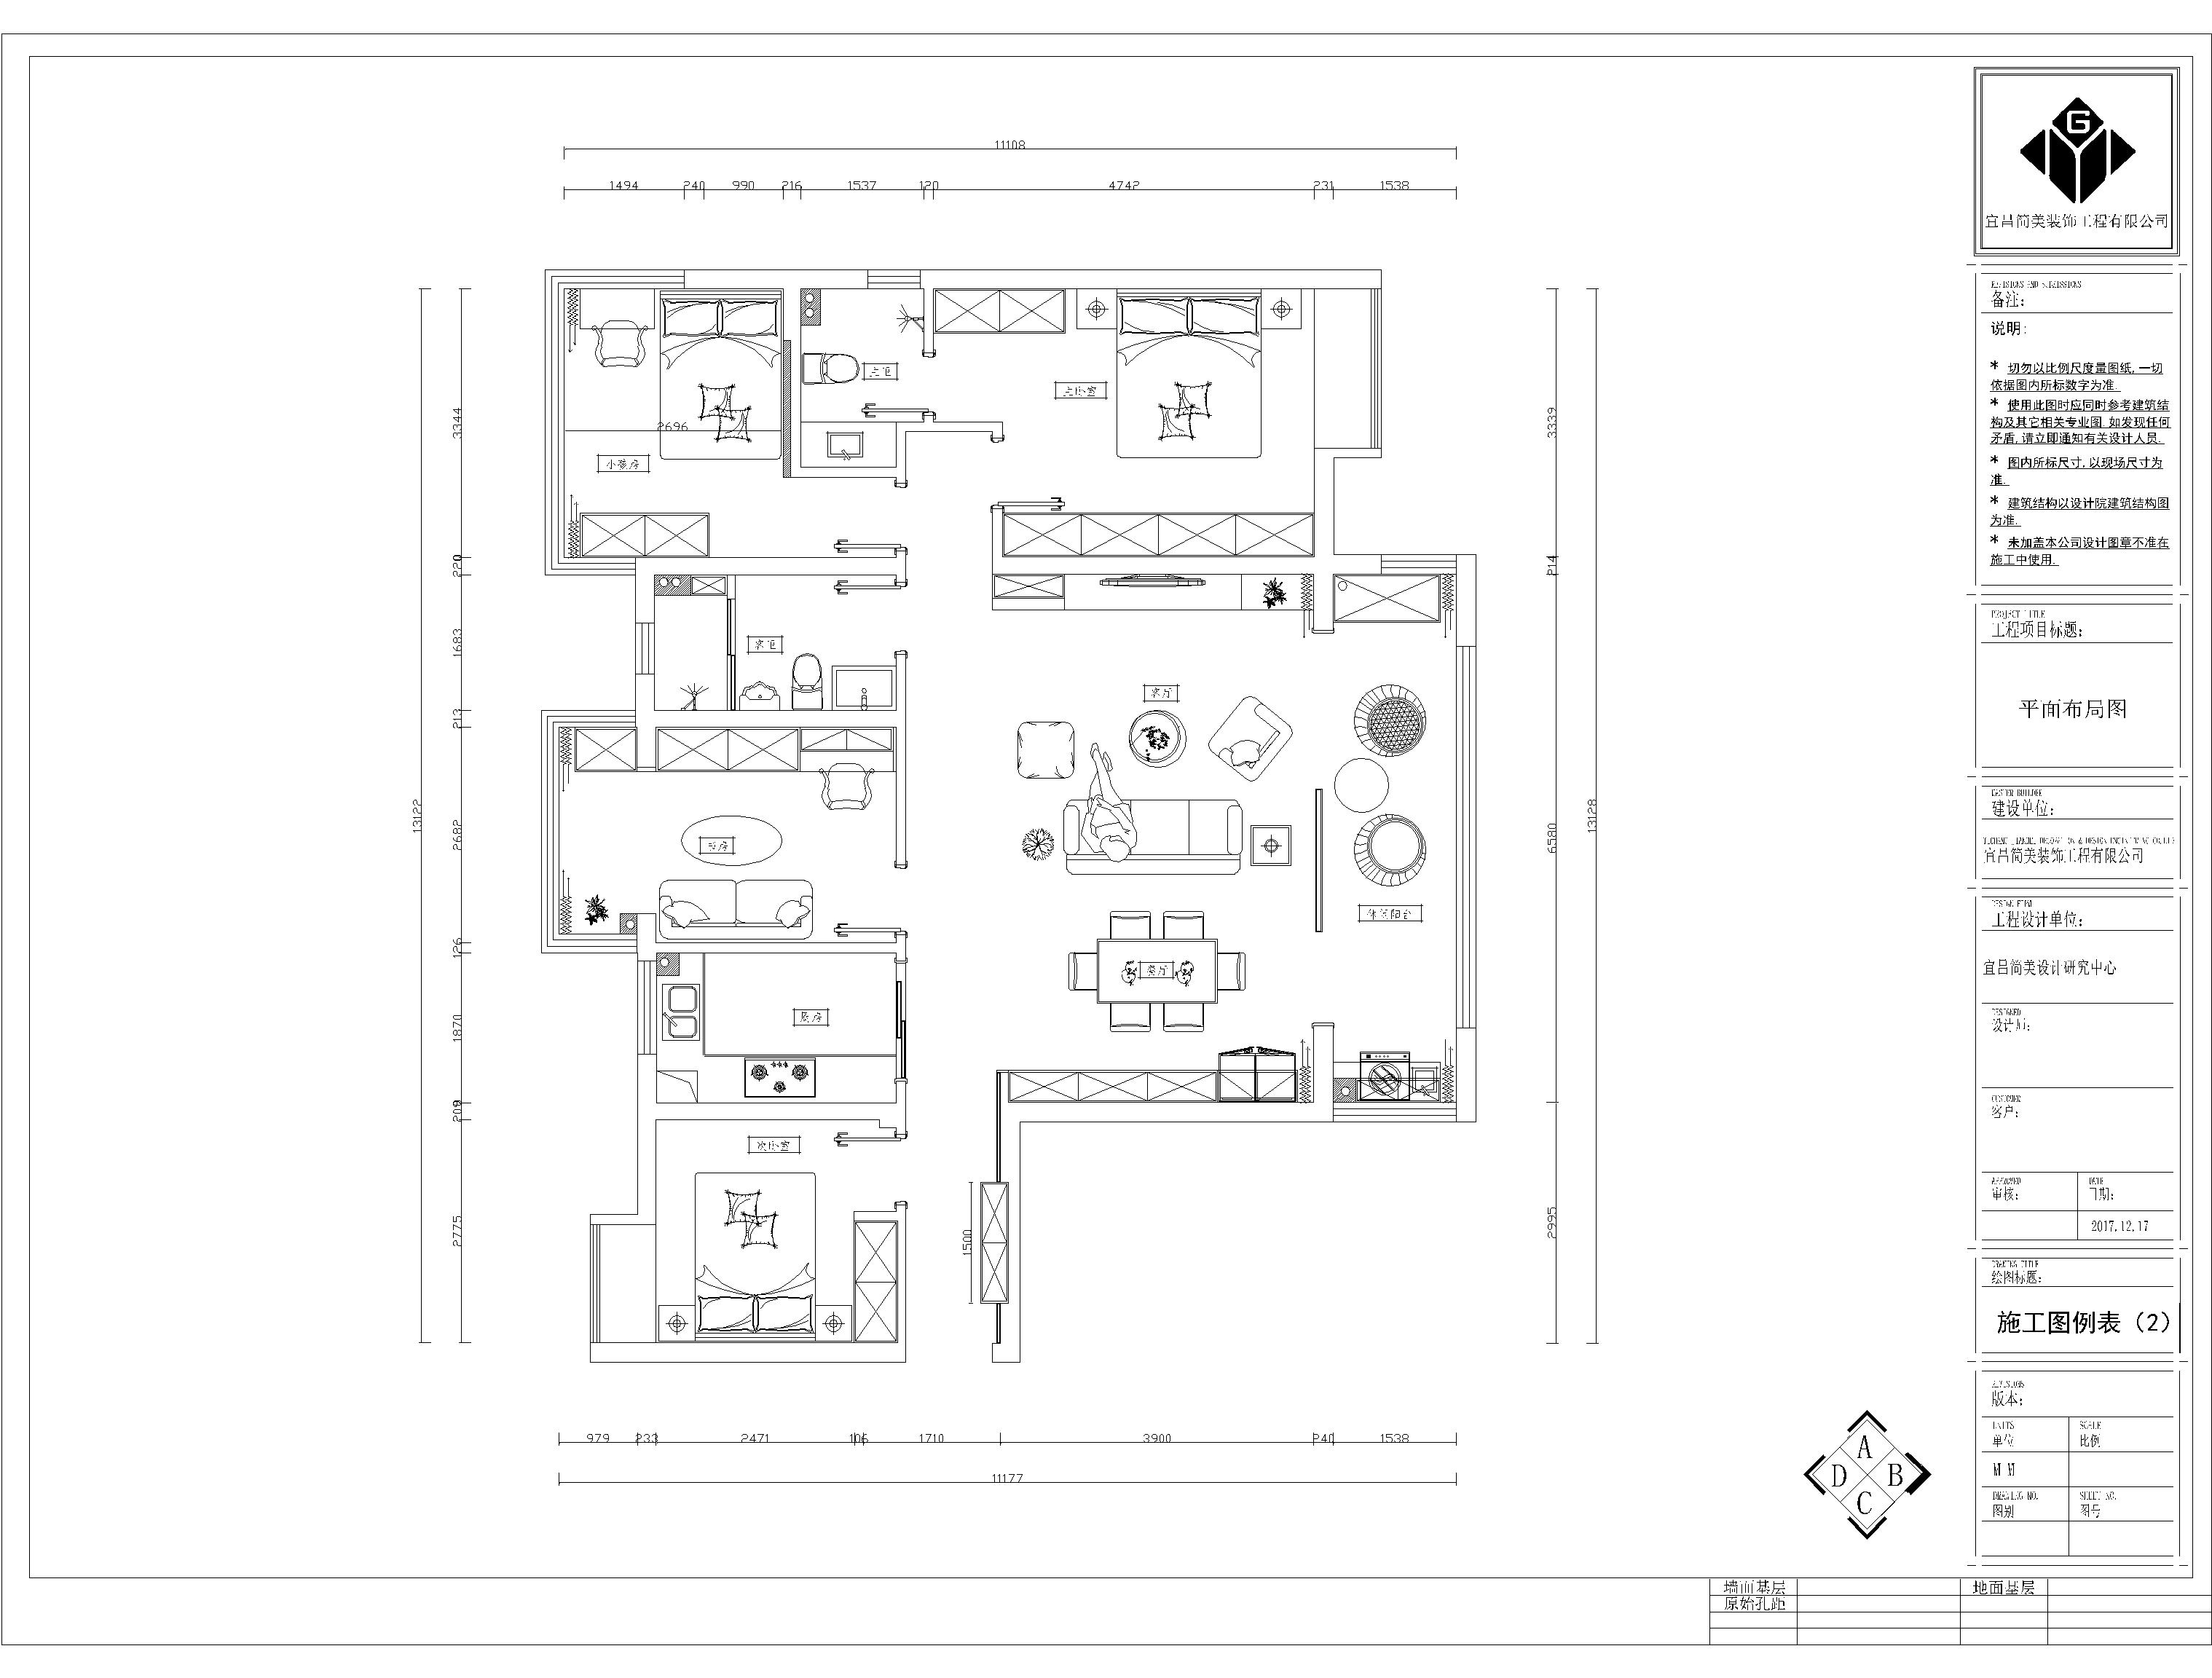 11108
1494 240 990 216 1537 120 4742 231 1538
主卫
主卧室
2696
小孩房
客卫
客厅
书房
休闲阳台
餐厅
厨房
次卧室
1500
13122
3344
220
1683
213
2682
126
1870
209
2775
3339
214
6580
2995
13128
979 233 2471 106 1710 3900 240 1538
11177
G
宜昌简美装饰工程有限公司
备注:
说明:
* 切勿以比例尺度量图纸,一切
依据图内所标数字为准.
* 使用此图时应同时参考建筑结
构及其它相关专业图.如发现任何
矛盾,请立即通知有关设计人员.
* 图内所标尺寸,以现场尺寸为
准.
* 建筑结构以设计院建筑结构图
为准.
* 未加盖本公司设计图章不准在
施工中使用.
PROJECT TITLE
工程项目标题:
平面布局图
建设单位:
宜昌简美装饰工程有限公司
工程设计单位:
宜昌简美设计研究中心
DESIGNED
设计师:
CUSTOMER
客户:
APPROVED
审核:
DATE
日期:
2017.12.17
DRAWING TITLE
绘图标题:
施工图例表（2）
REVISIONS
版本:
UNITS
单位
SCALE
比例
M M
DRAWING NO.
图别
SHEET NO.
图号
A
D B
C
墙面基层 地面基层
原始孔距